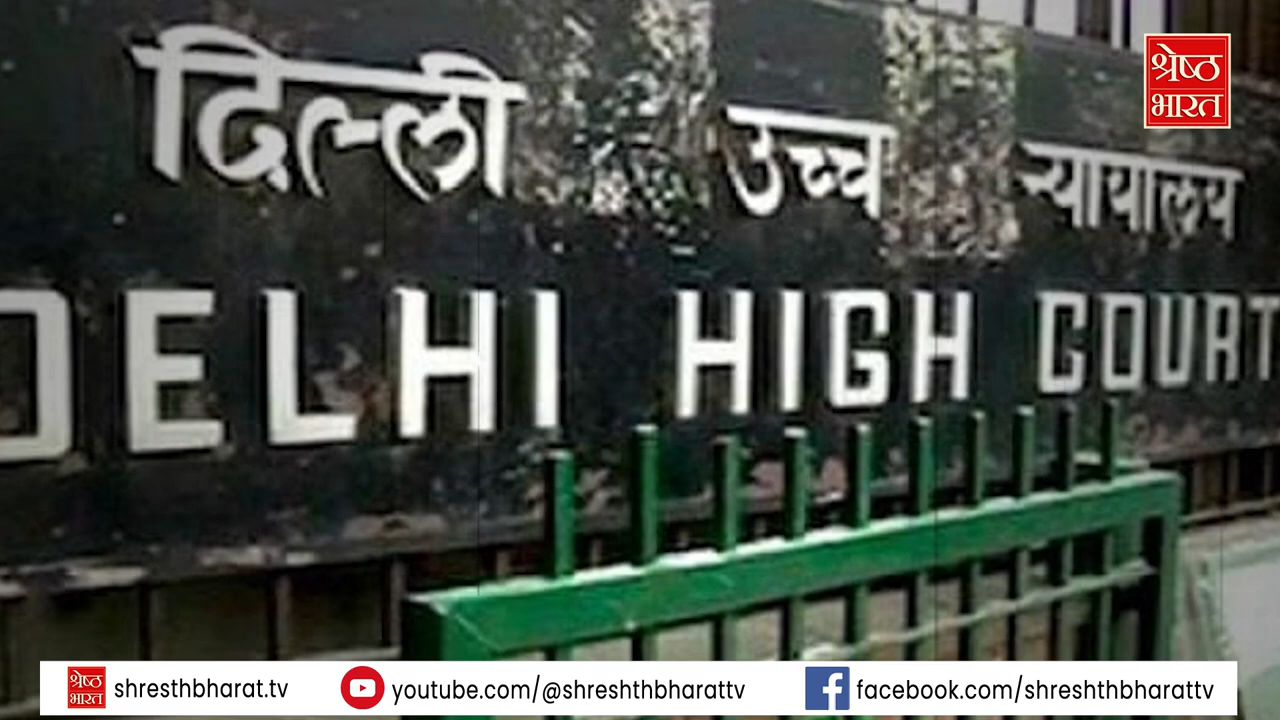 श्रेष्ठ
भारत
दिल्ली उच्च न्यायालय
DELHI HIGH COURT
श्रेष्ठ
भारत
shresthbharat.tv
youtube.com/@shreshthbharattv
facebook.com/shreshthbharattv